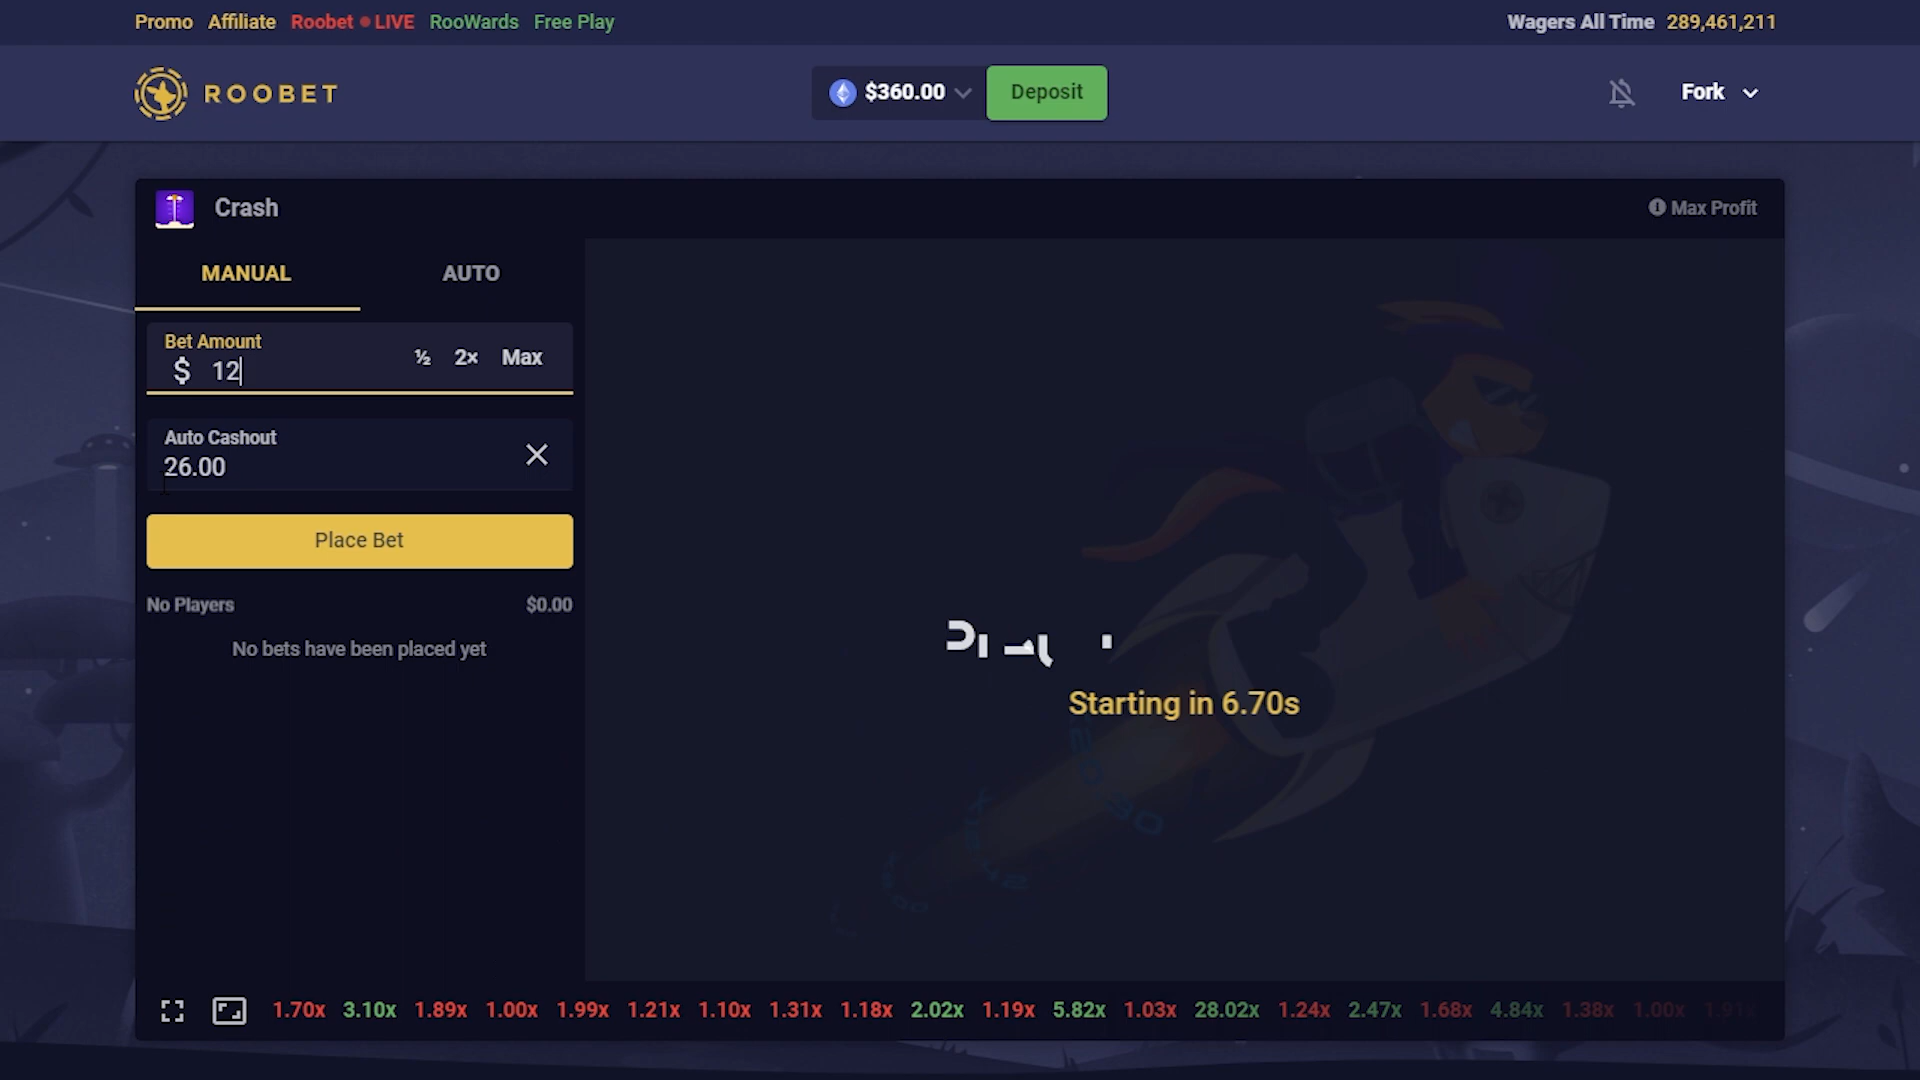 Promo Affiliate Roobet LIVE RooWards Free Play
Wagers All Time 289,461,211
ROOBET
$360.00
Deposit
Fork
Crash
Max Profit
MANUAL
AUTO
Bet Amount
$ 12
½ 2× Max
Auto Cashout
26.00
Place Bet
No Players
$0.00
No bets have been placed yet
Starting in 6.70s
1.70x 3.10x 1.89x 1.00x 1.99x 1.21x 1.10x 1.31x 1.18x 2.02x 1.19x 5.82x 1.03x 28.02x 1.24x 2.47x 1.68x 4.84x 1.38x 1.00x 1.91x